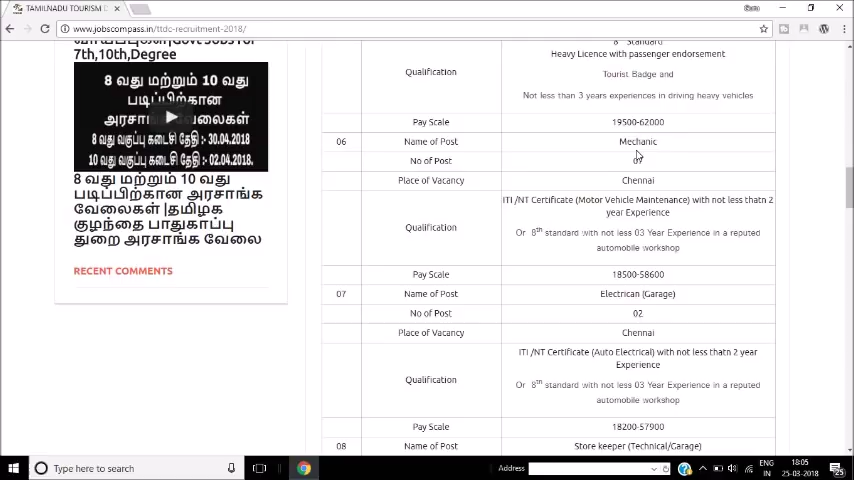 TAMILNADU TOURISM D
www.jobscompass.in/ttdc-recruitment-2018/
7th,10th,Degree
8 வது மற்றும் 10 வது
படிப்பிற்கான
அரசாங்க
வேலைகள்
8 வது வகுப்பு கடைசி தேதி :- 30.04.2018
10 வது வகுப்பு கடைசி தேதி :- 02.04.2018.
8 வது மற்றும் 10 வது
படிப்பிற்கான அரசாங்க
வேலைகள் |தமிழக
குழந்தை பாதுகாப்பு
துறை அரசாங்க வேலை
RECENT COMMENTS
8th Standard
Heavy Licence with passenger endorsement
Qualification
Tourist Badge and
Not less than 3 years experiences in driving heavy vehicles
Pay Scale 19500-62000
06 Name of Post Mechanic
No of Post 07
Place of Vacancy Chennai
ITI /NT Certificate (Motor Vehicle Maintenance) with not less thatn 2
year Experience
Qualification
Or 8th standard with not less 03 Year Experience in a reputed
automobile workshop
Pay Scale 18500-58600
07 Name of Post Electrican (Garage)
No of Post 02
Place of Vacancy Chennai
ITI /NT Certificate (Auto Electrical) with not less thatn 2 year
Experience
Qualification
Or 8th standard with not less 03 Year Experience in a reputed
automobile workshop
Pay Scale 18200-57900
08 Name of Post Store keeper (Technical/Garage)
Type here to search
Address
ENG
IN
18:05
25-03-2018
25